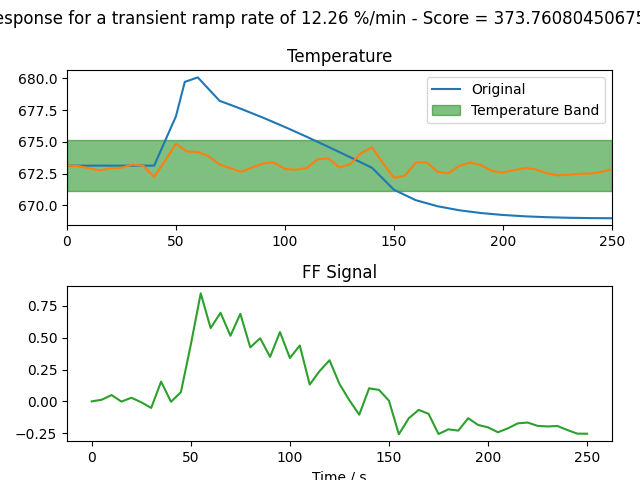 esponse for a transient ramp rate of 12.26 %/min - Score = 373.76080450675
Temperature
680.0
677.5
675.0
672.5
670.0
Original
Temperature Band
0 50 100 150 200 250
FF Signal
0.75
0.50
0.25
0.00
−0.25
0 50 100 150 200 250
Time / s